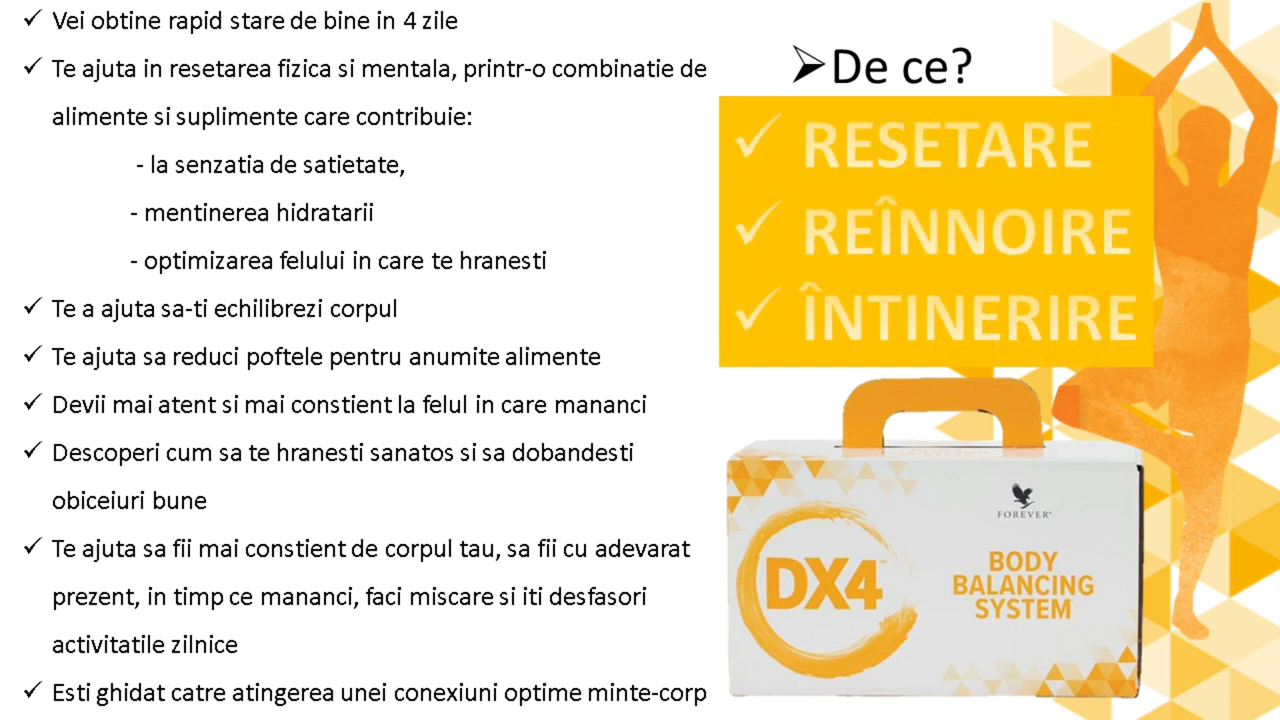 ✓ Vei obtine rapid stare de bine in 4 zile
✓ Te ajuta in resetarea fizica si mentala, printr-o combinatie de
alimente si suplimente care contribuie:
- la senzatia de satietate,
- mentinerea hidratarii
- optimizarea felului in care te hranesti
✓ Te a ajuta sa-ti echilibrezi corpul
✓ Te ajuta sa reduci poftele pentru anumite alimente
✓ Devii mai atent si mai constient la felul in care mananci
✓ Descoperi cum sa te hranesti sanatos si sa dobandesti
obiceiuri bune
✓ Te ajuta sa fii mai constient de corpul tau, sa fii cu adevarat
prezent, in timp ce mananci, faci miscare si iti desfasori
activitatile zilnice
✓ Esti ghidat catre atingerea unei conexiuni optime minte-corp
➢De ce?
✓ RESETARE
✓ REÎNNOIRE
✓ ÎNTINERIRE
FOREVER
DX4™
BODY
BALANCING
SYSTEM